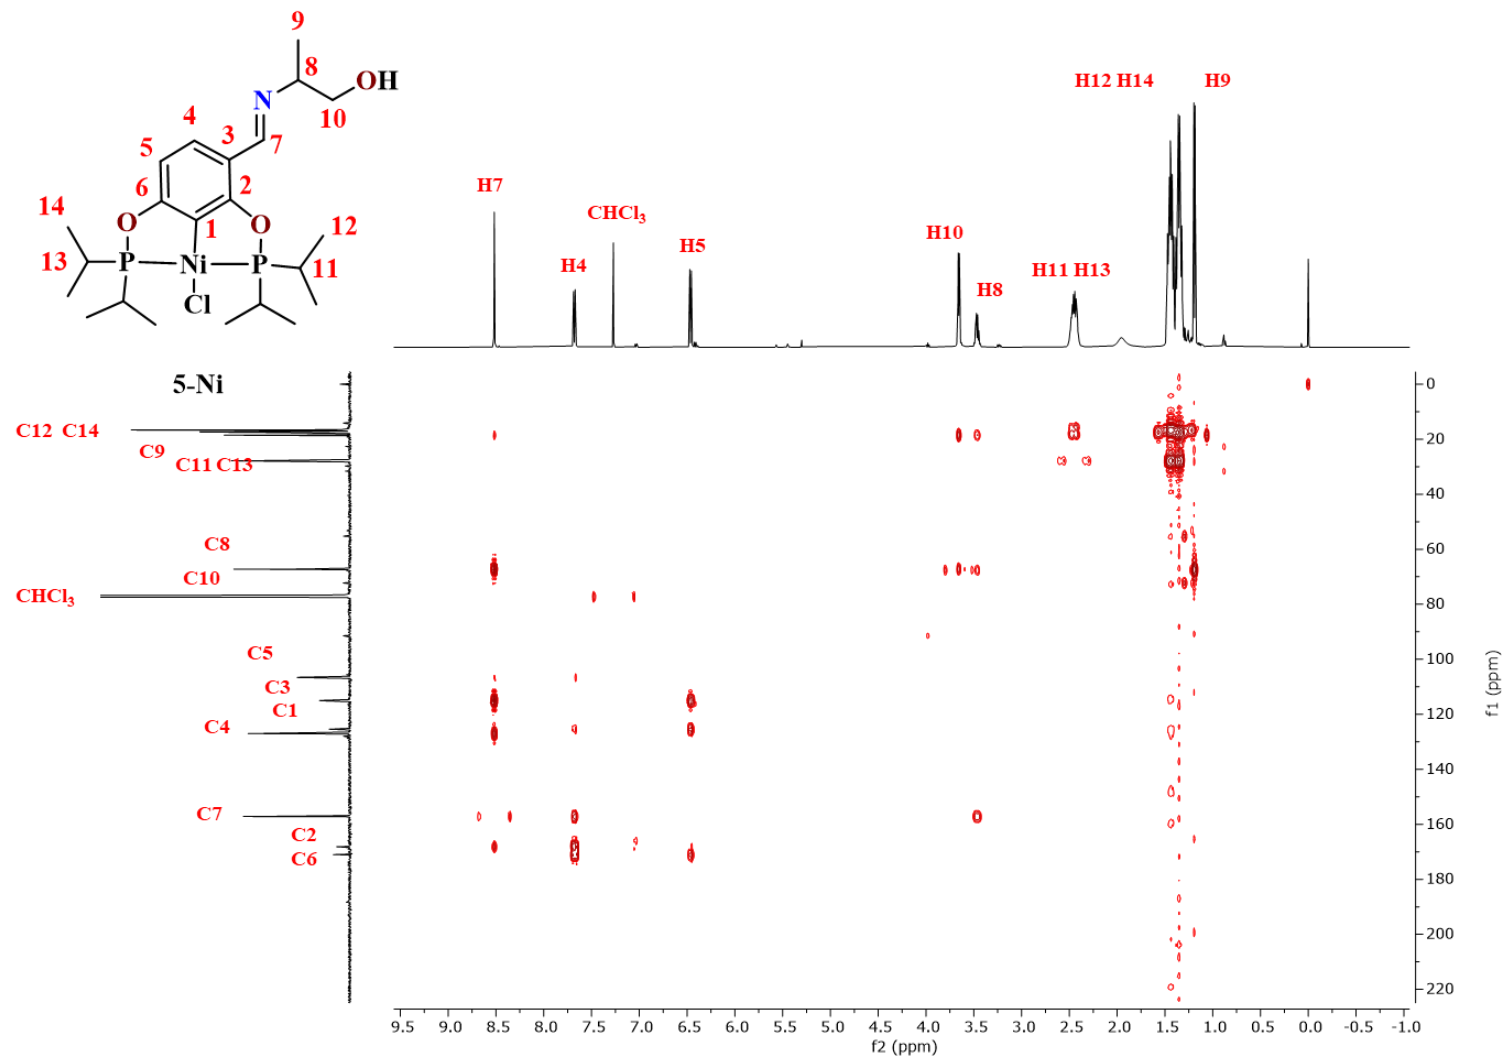 9
8
OH
N
10
4
3
7
5
6
2
14
O
1
O
12
13
P
Ni
P
11
Cl
5-Ni
H7
H4
CHCl₃
H5
H10
H8
H11 H13
H12 H14
H9
C12 C14
C9
C11 C13
C8
C10
CHCl₃
C5
C3
C1
C4
C7
C2
C6
0
20
40
60
80
100
120
140
160
180
200
220
f1 (ppm)
9.5 9.0 8.5 8.0 7.5 7.0 6.5 6.0 5.5 5.0 4.5 4.0 3.5 3.0 2.5 2.0 1.5 1.0 0.5 0.0 -0.5 -1.0
f2 (ppm)